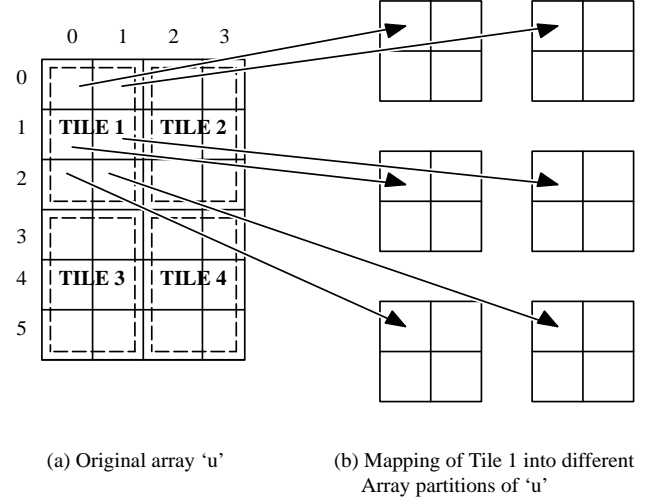 0 1 2 3
0
1
TILE 1 TILE 2
2
3
4
TILE 3 TILE 4
5
(a) Original array ‘u’
(b) Mapping of Tile 1 into different
Array partitions of ‘u’